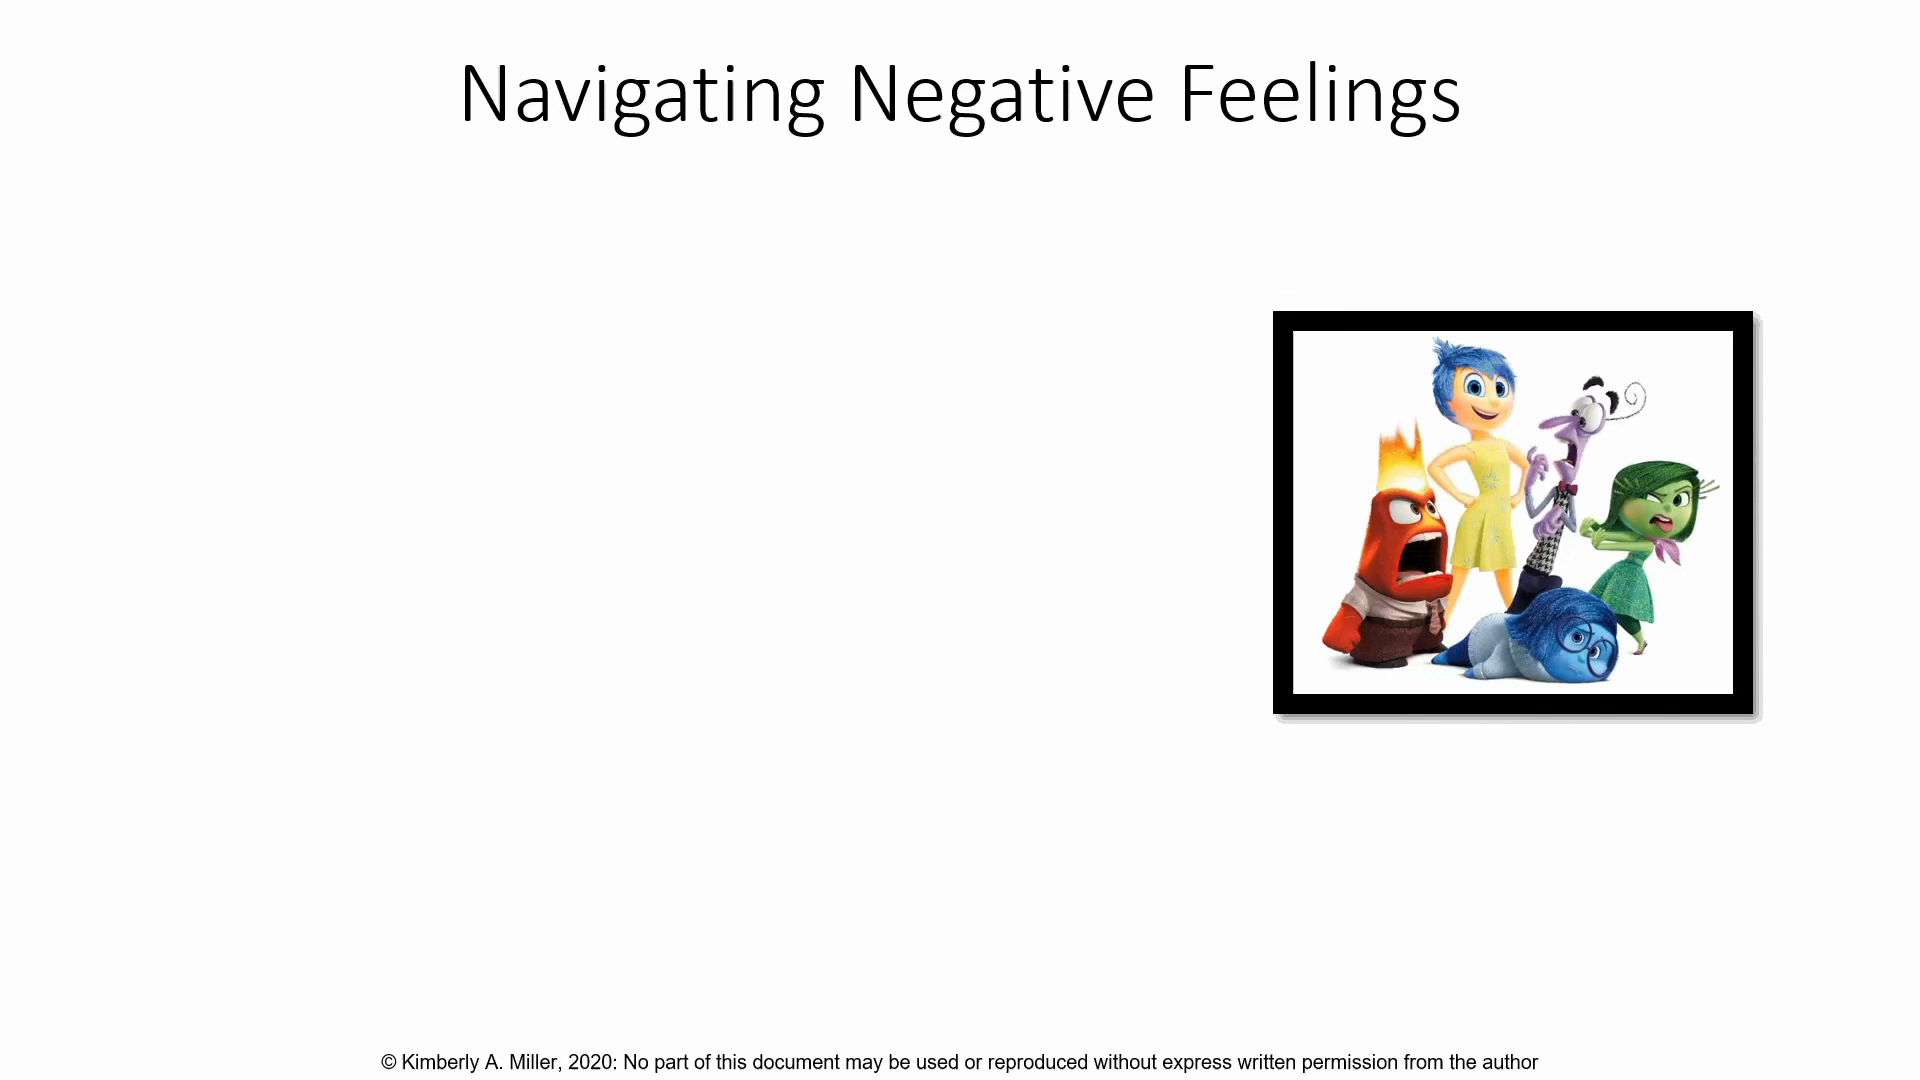 Navigating Negative Feelings
© Kimberly A. Miller, 2020: No part of this document may be used or reproduced without express written permission from the author